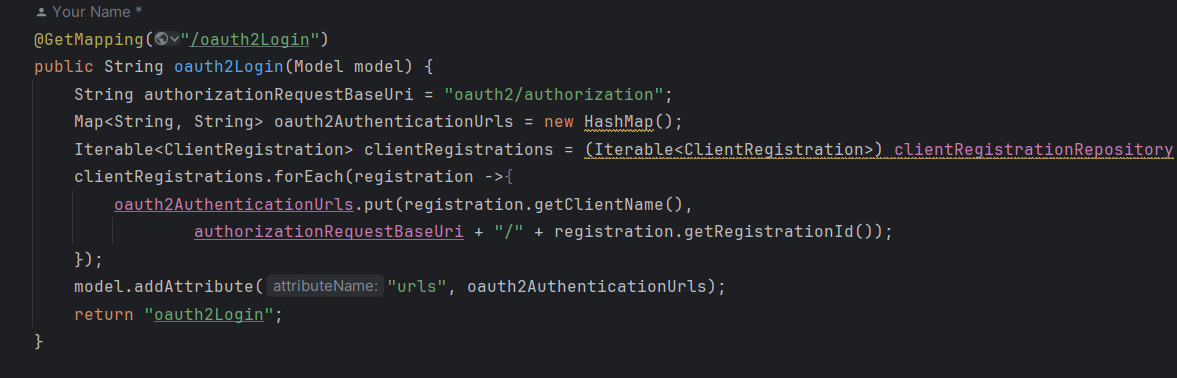 Your Name *
@GetMapping("/oauth2Login")
public String oauth2Login(Model model) {
    String authorizationRequestBaseUri = "oauth2/authorization";
    Map<String, String> oauth2AuthenticationUrls = new HashMap();
    Iterable<ClientRegistration> clientRegistrations = (Iterable<ClientRegistration>) clientRegistrationRepository
    clientRegistrations.forEach(registration ->{
        oauth2AuthenticationUrls.put(registration.getClientName(),
                authorizationRequestBaseUri + "/" + registration.getRegistrationId());
    });
    model.addAttribute( attributeName: "urls", oauth2AuthenticationUrls);
    return "oauth2Login";
}